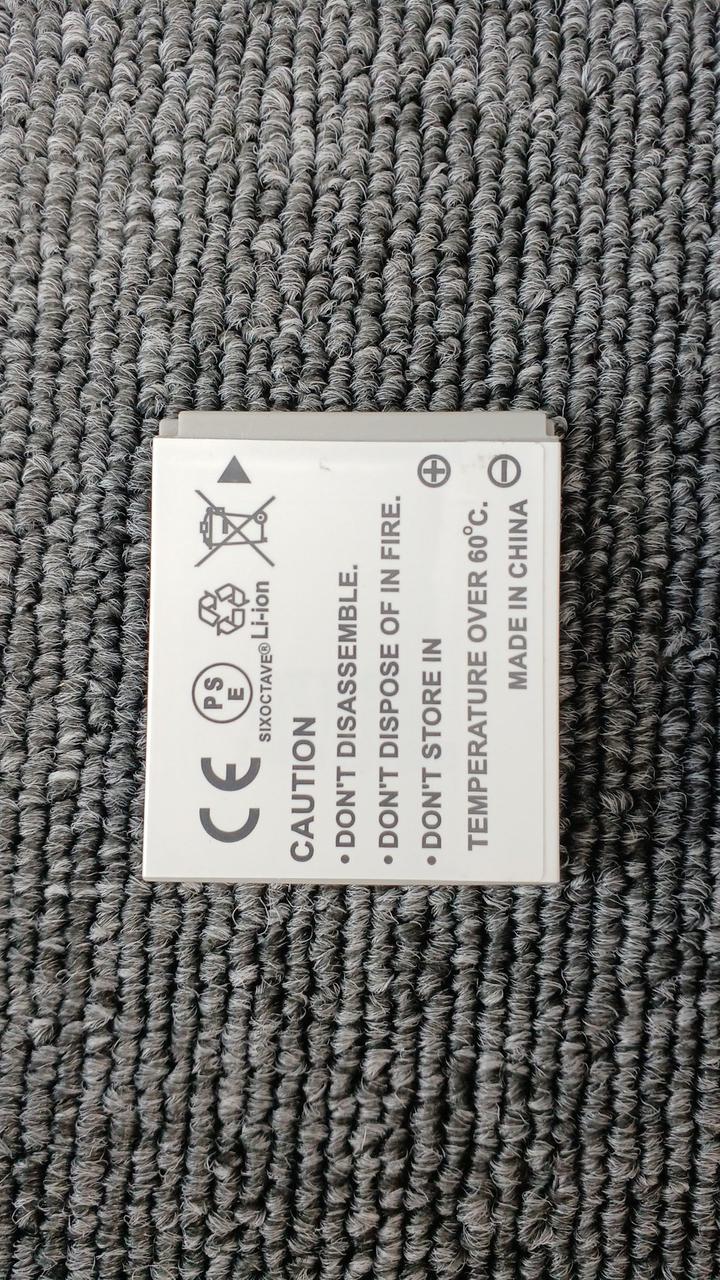 CE PSE
SIXOCTAVE® Li-ion
CAUTION
• DON'T DISASSEMBLE.
• DON'T DISPOSE OF IN FIRE.
• DON'T STORE IN
TEMPERATURE OVER 60°C.
MADE IN CHINA